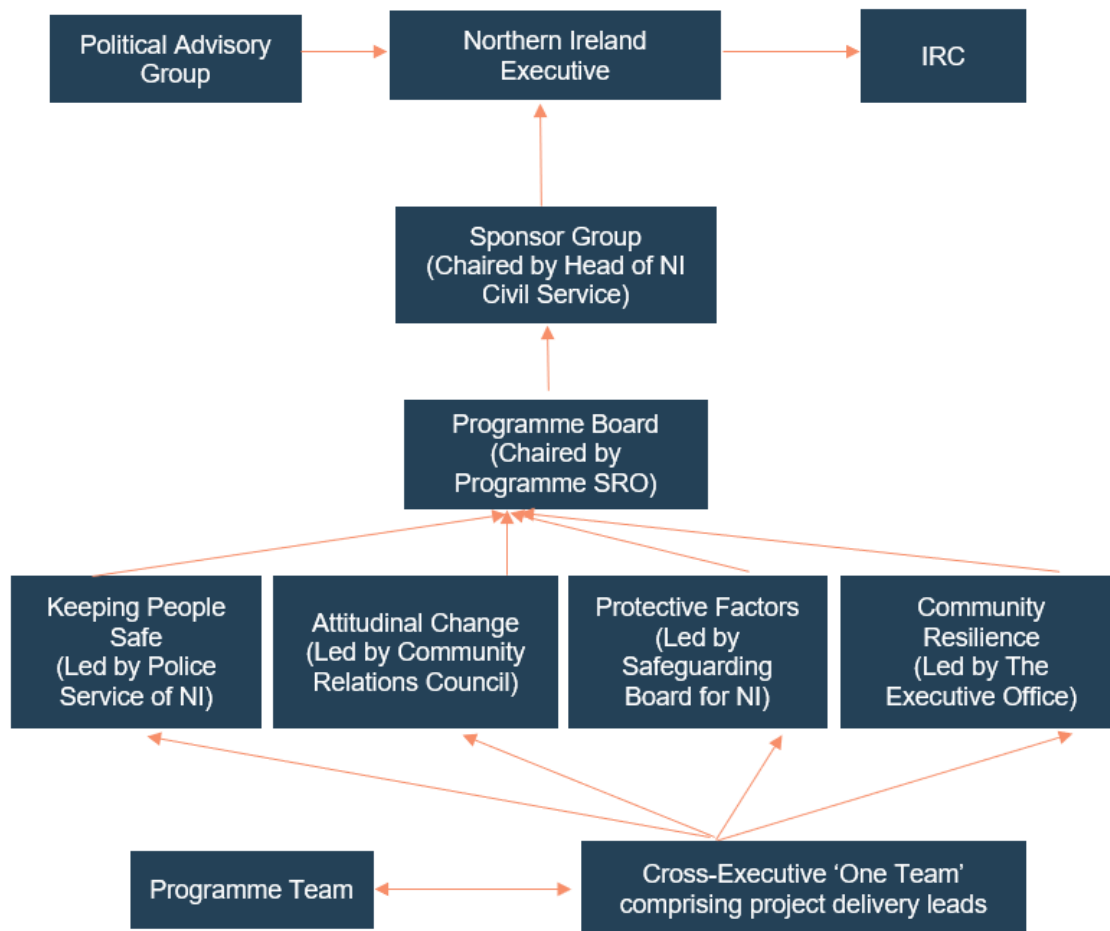 Political Advisory
Group
Northern Ireland
Executive
IRC
Sponsor Group
(Chaired by Head of NI
Civil Service)
Programme Board
(Chaired by
Programme SRO)
Keeping People
Safe
(Led by Police
Service of NI)
Attitudinal Change
(Led by Community
Relations Council)
Protective Factors
(Led by
Safeguarding
Board for NI)
Community
Resilience
(Led by The
Executive Office)
Programme Team
Cross-Executive ‘One Team’
comprising project delivery leads